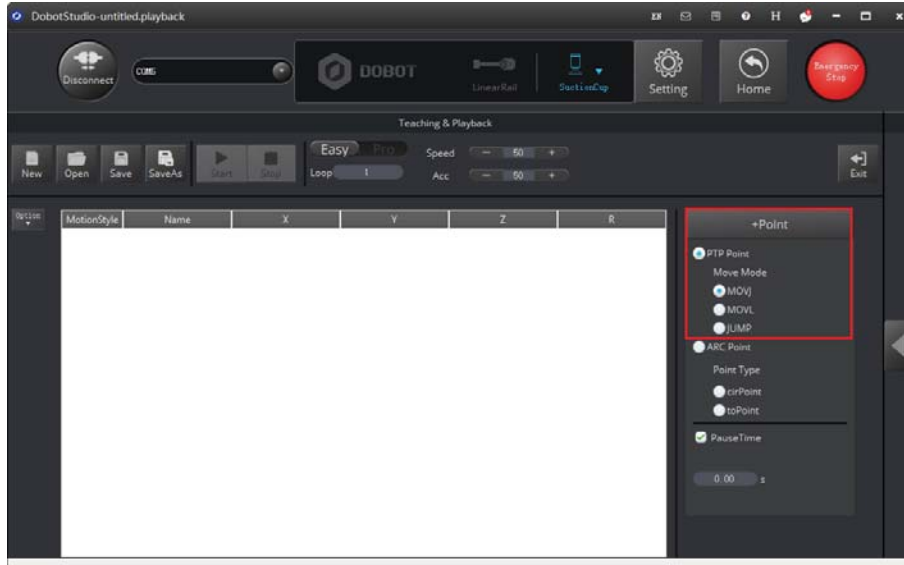 DobotStudio-untitled.playback
EN
H
Disconnect
COM6
DOBOT
LinearRail
SuctionCup
Setting
Home
Emergency
Stop
Teaching & Playback
New
Open
Save
SaveAs
Start
Stop
Easy Pro
Loop 1
Speed - 50 +
Acc - 50 +
Exit
Option
MotionStyle Name X Y Z R
+Point
PTP Point
Move Mode
MOVJ
MOVL
JUMP
ARC Point
Point Type
cirPoint
toPoint
PauseTime
0.00 s